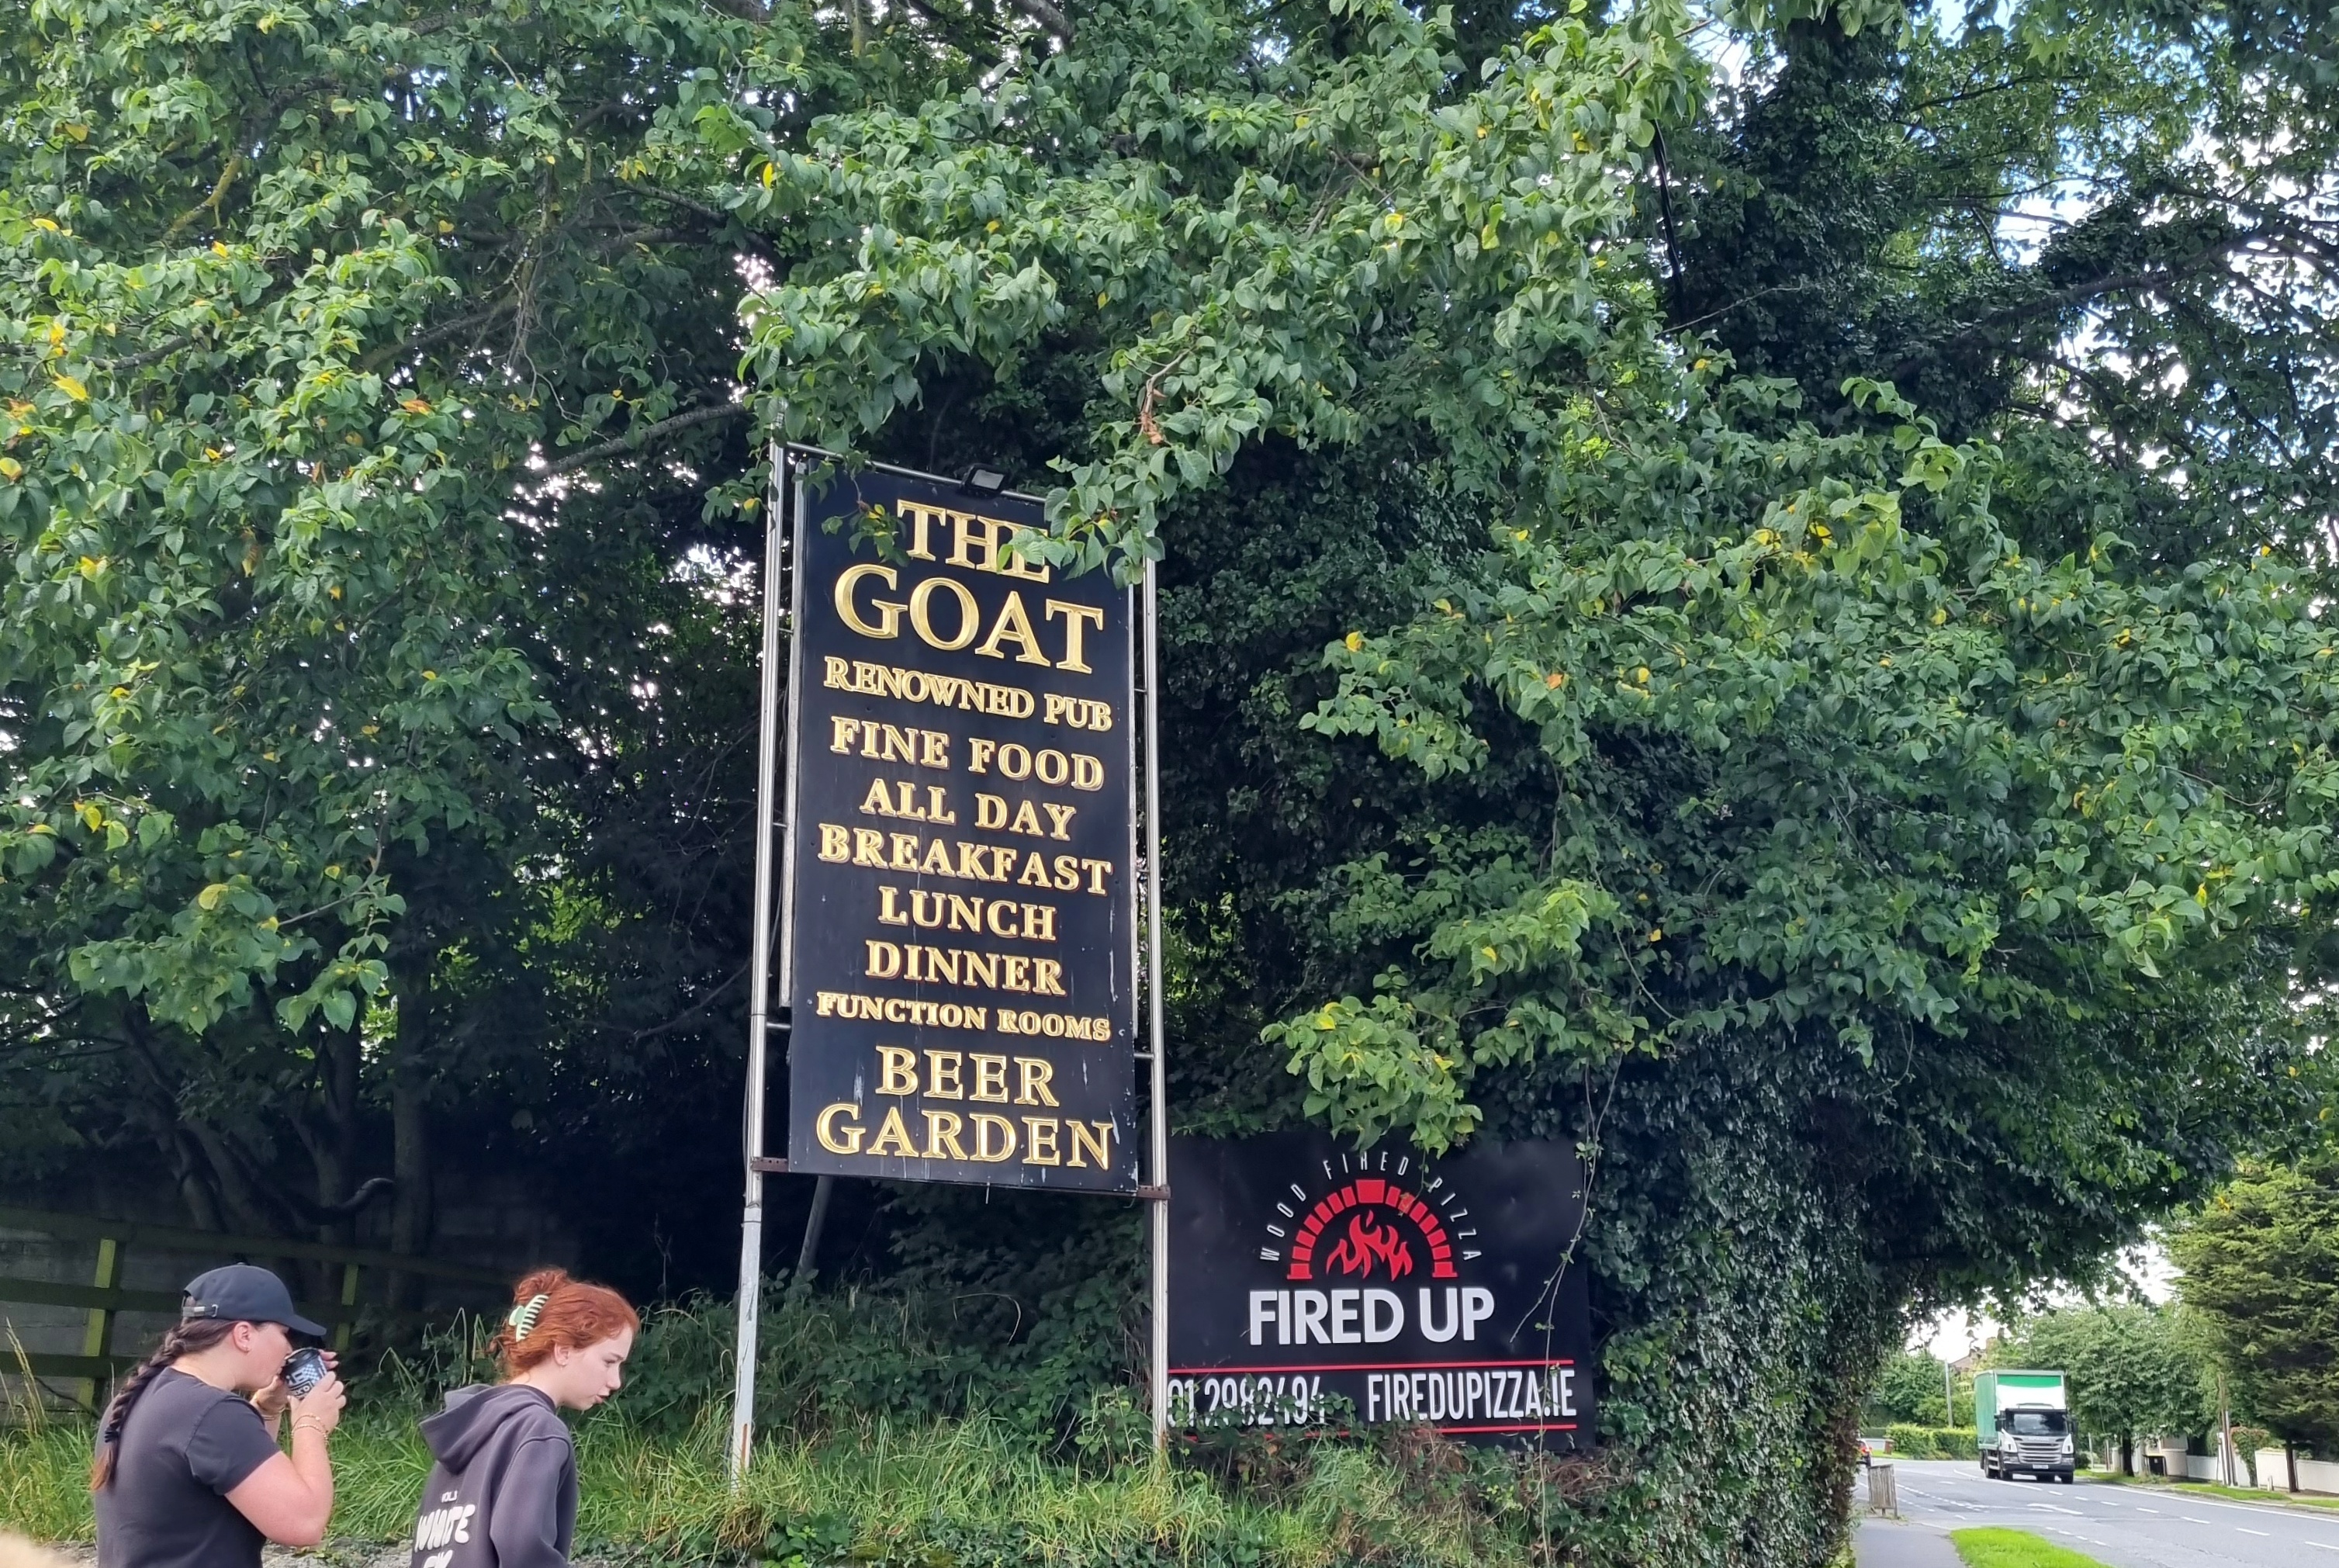 THE
GOAT
RENOWNED PUB
FINE FOOD
ALL DAY
BREAKFAST
LUNCH
DINNER
FUNCTION ROOMS
BEER
GARDEN
WOOD FIRED PIZZA
FIRED UP
01 2982494 FIREDUPIZZA.IE